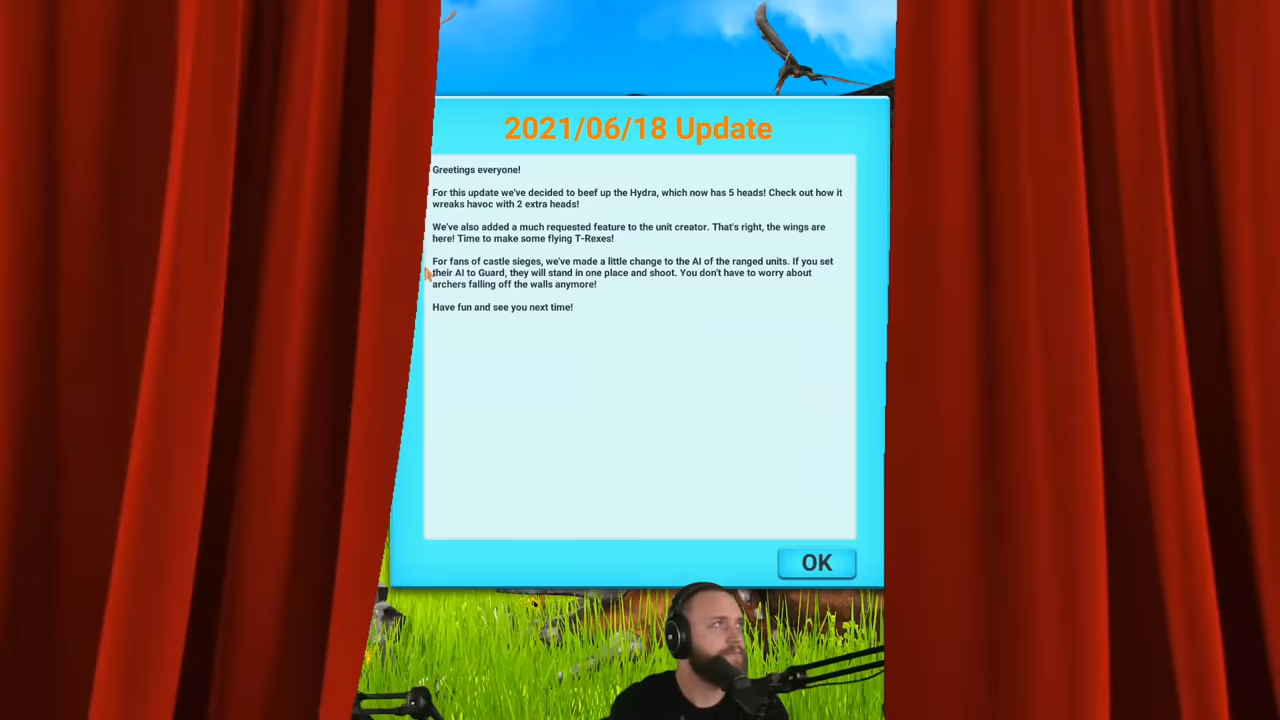 2021/06/18 Update
Greetings everyone!
For this update we've decided to beef up the Hydra, which now has 5 heads! Check out how it
wreaks havoc with 2 extra heads!
We've also added a much requested feature to the unit creator. That's right, the wings are
here! Time to make some flying T-Rexes!
For fans of castle sieges, we've made a little change to the AI of the ranged units. If you set
their AI to Guard, they will stand in one place and shoot. You don't have to worry about
archers falling off the walls anymore!
Have fun and see you next time!
OK